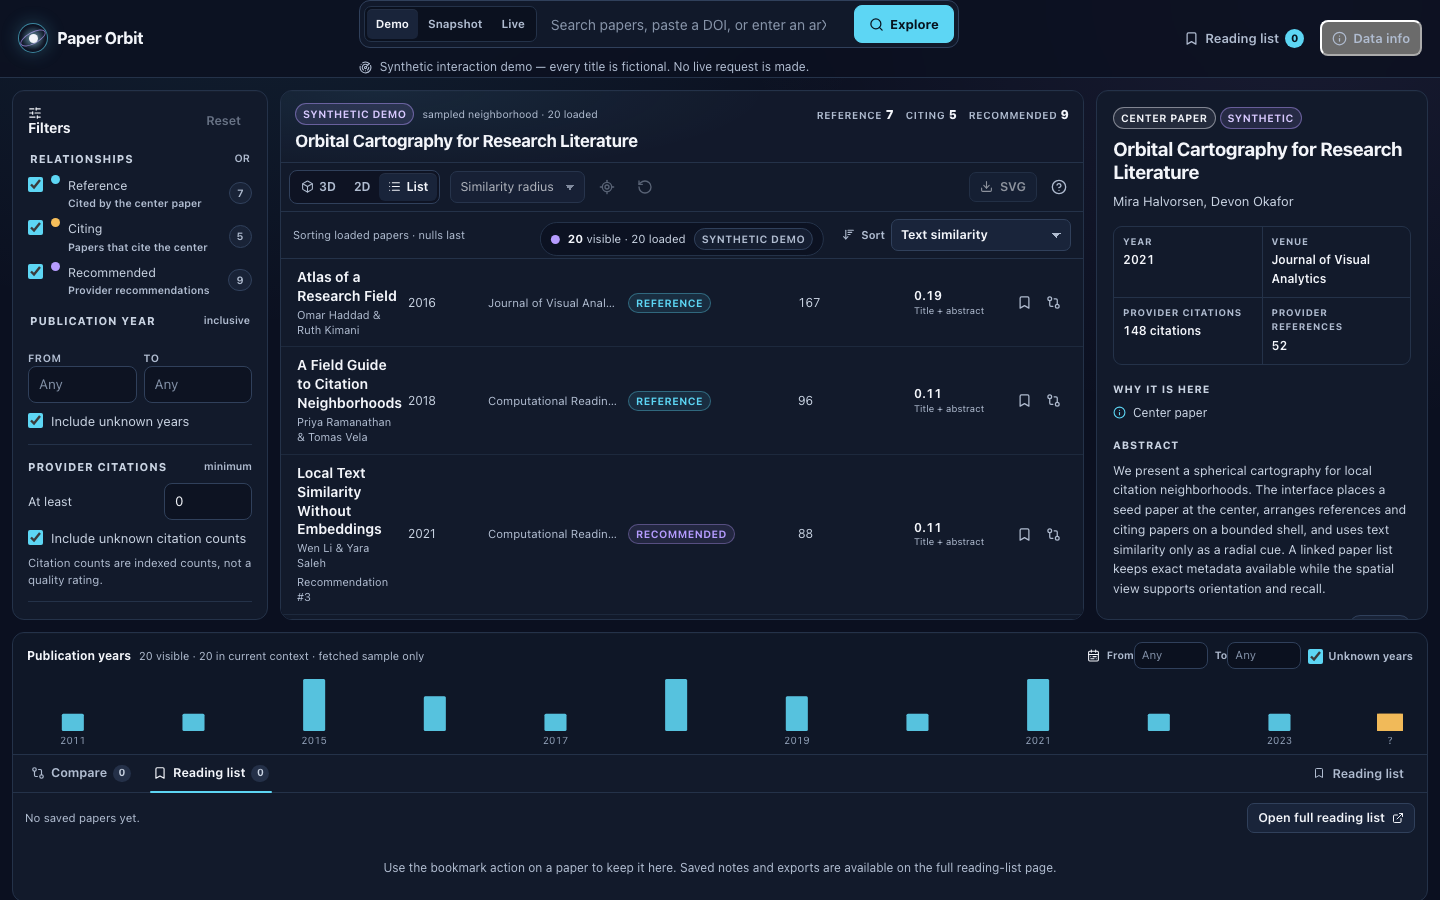 Paper Orbit
Demo Snapshot Live
Search papers, paste a DOI, or enter an ar
Explore
Reading list 0
Data info
Synthetic interaction demo — every title is fictional. No live request is made.
Filters
Reset
RELATIONSHIPS OR
Reference 7
Cited by the center paper
Citing 5
Papers that cite the center
Recommended 9
Provider recommendations
PUBLICATION YEAR inclusive
FROM TO
Any Any
Include unknown years
PROVIDER CITATIONS minimum
At least 0
Include unknown citation counts
Citation counts are indexed counts, not a
quality rating.
SYNTHETIC DEMO sampled neighborhood · 20 loaded
REFERENCE 7 CITING 5 RECOMMENDED 9
Orbital Cartography for Research Literature
3D 2D List
Similarity radius
SVG
Sorting loaded papers · nulls last
20 visible · 20 loaded SYNTHETIC DEMO
Sort Text similarity
Atlas of a
Research Field
Omar Haddad &
Ruth Kimani
2016 Journal of Visual Anal... REFERENCE 167 0.19
Title + abstract
A Field Guide
to Citation
Neighborhoods
Priya Ramanathan
& Tomas Vela
2018 Computational Readin... REFERENCE 96 0.11
Title + abstract
Local Text
Similarity
Without
Embeddings
Wen Li & Yara
Saleh
Recommendation
#3
2021 Computational Readin... RECOMMENDED 88 0.11
Title + abstract
CENTER PAPER SYNTHETIC
Orbital Cartography for Research
Literature
Mira Halvorsen, Devon Okafor
YEAR
2021
VENUE
Journal of Visual
Analytics
PROVIDER CITATIONS
148 citations
PROVIDER
REFERENCES
52
WHY IT IS HERE
Center paper
ABSTRACT
We present a spherical cartography for local
citation neighborhoods. The interface places a
seed paper at the center, arranges references and
citing papers on a bounded shell, and uses text
similarity only as a radial cue. A linked paper list
keeps exact metadata available while the spatial
view supports orientation and recall.
Publication years 20 visible · 20 in current context · fetched sample only
From Any To Any Unknown years
2011 2015 2017 2019 2021 2023 ?
Compare 0 Reading list 0
Reading list
No saved papers yet.
Open full reading list
Use the bookmark action on a paper to keep it here. Saved notes and exports are available on the full reading-list page.